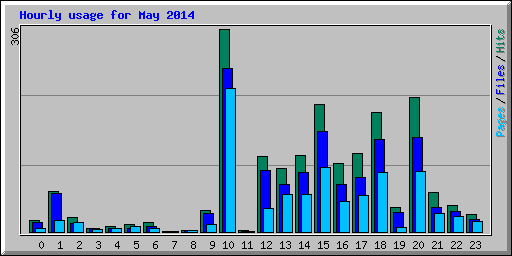 Hourly usage for May 2014
306
Pages/Files/Hits
0 1 2 3 4 5 6 7 8 9 10 11 12 13 14 15 16 17 18 19 20 21 22 23